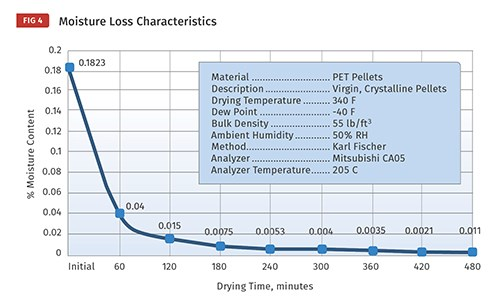 FIG 4 Moisture Loss Characteristics
0.2
0.18
0.16
0.14
0.12
0.1
0.08
0.06
0.04
0.02
0
% Moisture Content
0.1823
0.04
0.015
0.0075
0.0053
0.004
0.0035
0.0021
0.011
Material ........................... PET Pellets
Description ..................... Virgin, Crystalline Pellets
Drying Temperature ........ 340 F
Dew Point ........................ -40 F
Bulk Density .................... 55 lb/ft³
Ambient Humidity ............ 50% RH
Method............................. Karl Fischer
Analyzer........................... Mitsubishi CA05
Analyzer Temperature....... 205 C
Initial 60 120 180 240 300 360 420 480
Drying Time, minutes